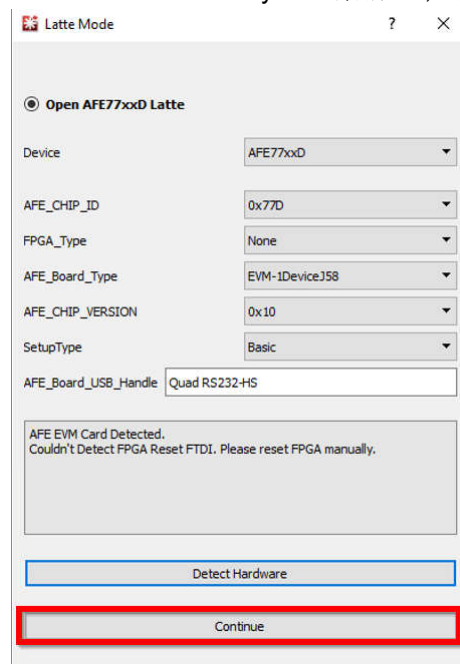 Latte Mode ? ×
Open AFE77xxD Latte
Device AFE77xxD
AFE_CHIP_ID 0x77D
FPGA_Type None
AFE_Board_Type EVM-1DeviceJ58
AFE_CHIP_VERSION 0x10
SetupType Basic
AFE_Board_USB_Handle Quad RS232-HS
AFE EVM Card Detected.
Couldn't Detect FPGA Reset FTDI. Please reset FPGA manually.
Detect Hardware
Continue